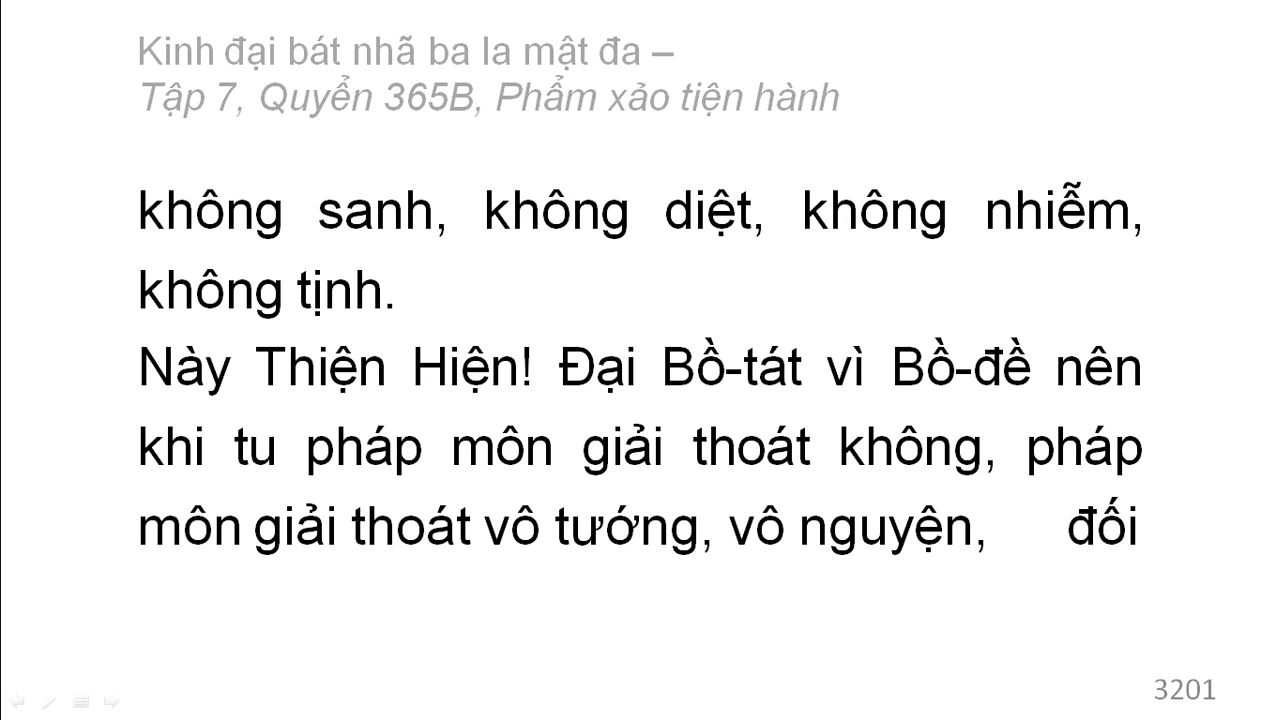 Kinh đại bát nhã ba la mật đa –
Tập 7, Quyển 365B, Phẩm xảo tiện hành
không sanh, không diệt, không nhiễm,
không tịnh.
Này Thiện Hiện! Đại Bồ-tát vì Bồ-đề nên
khi tu pháp môn giải thoát không, pháp
môn giải thoát vô tướng, vô nguyện, đối
3201